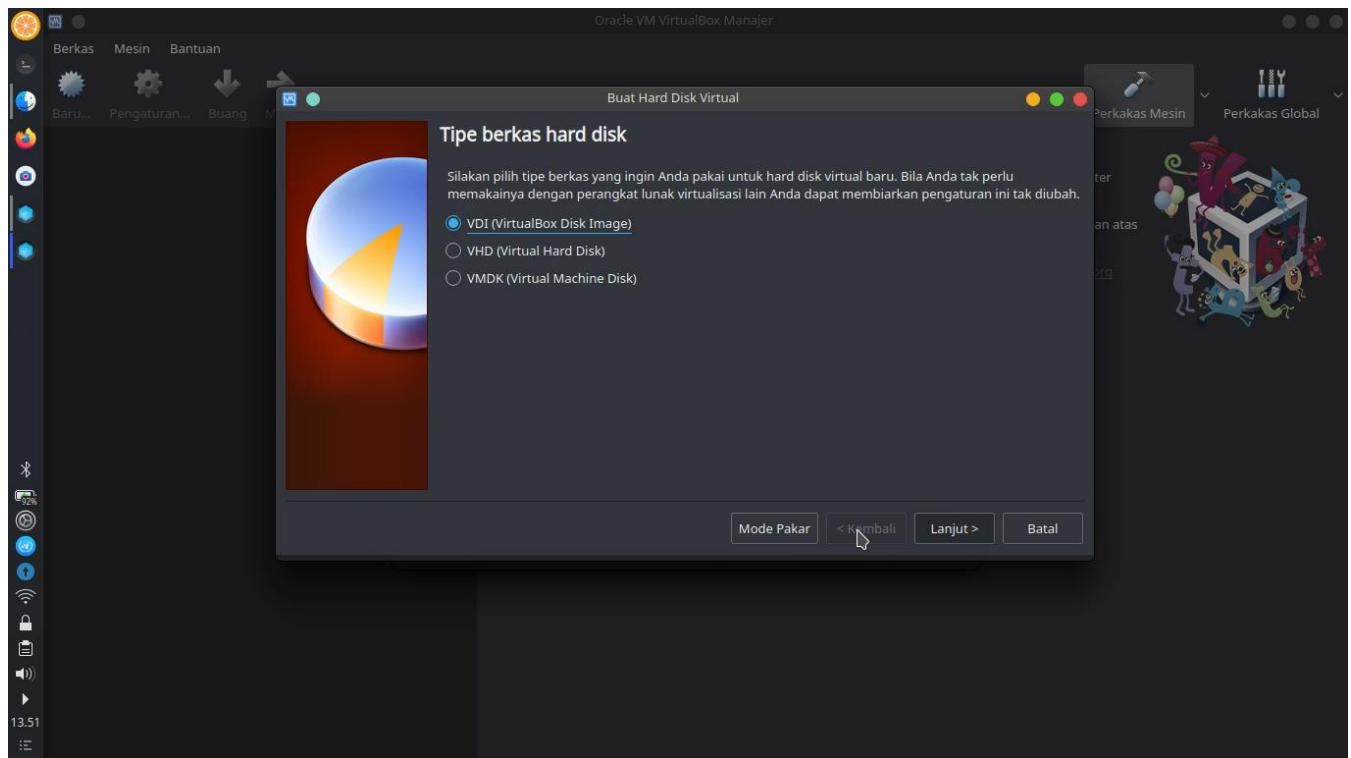 Oracle VM VirtualBox Manajer
Berkas Mesin Bantuan
Baru... Pengaturan... Buang M
Perkakas Mesin Perkakas Global
Buat Hard Disk Virtual
Tipe berkas hard disk
Silakan pilih tipe berkas yang ingin Anda pakai untuk hard disk virtual baru. Bila Anda tak perlu
memakainya dengan perangkat lunak virtualisasi lain Anda dapat membiarkan pengaturan ini tak diubah.
VDI (VirtualBox Disk Image)
VHD (Virtual Hard Disk)
VMDK (Virtual Machine Disk)
Mode Pakar < Kembali Lanjut > Batal
ter
an atas
org
92%
13.51